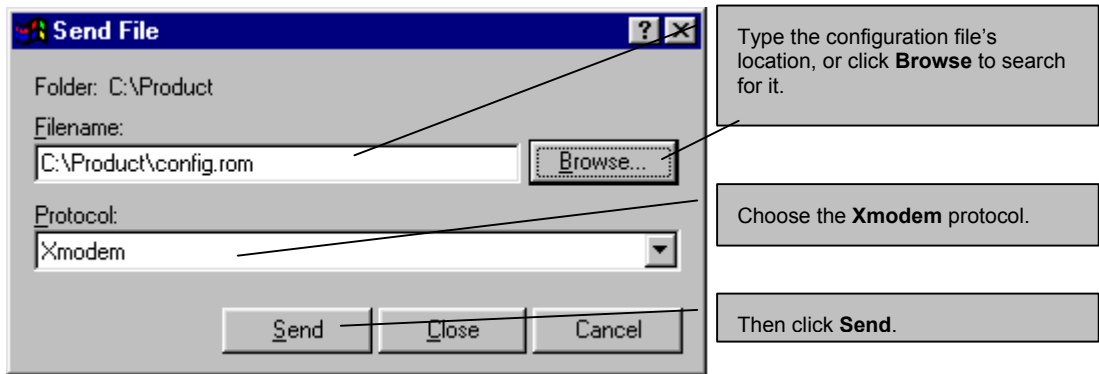 Send File
Folder: C:\Product
Filename:
C:\Product\config.rom
Browse...
Protocol:
Xmodem
Send
Close
Cancel
Type the configuration file's
location, or click Browse to search
for it.
Choose the Xmodem protocol.
Then click Send.